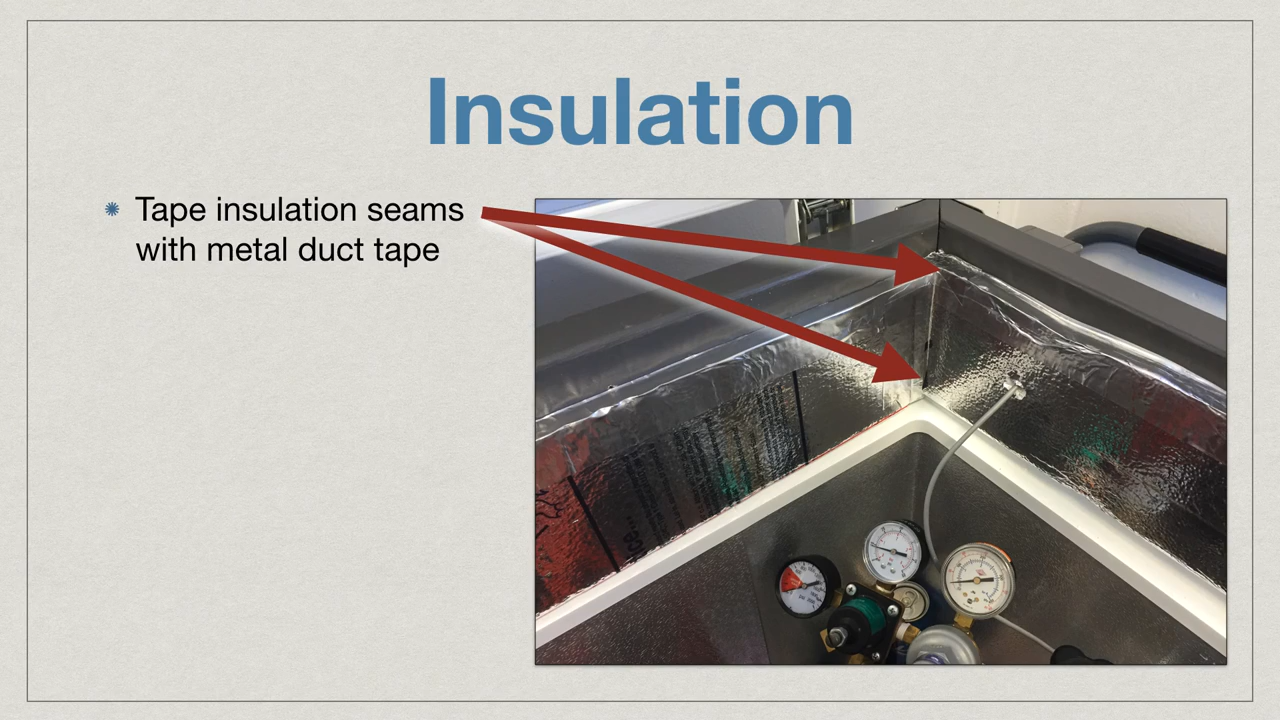 Insulation
Tape insulation seams
with metal duct tape